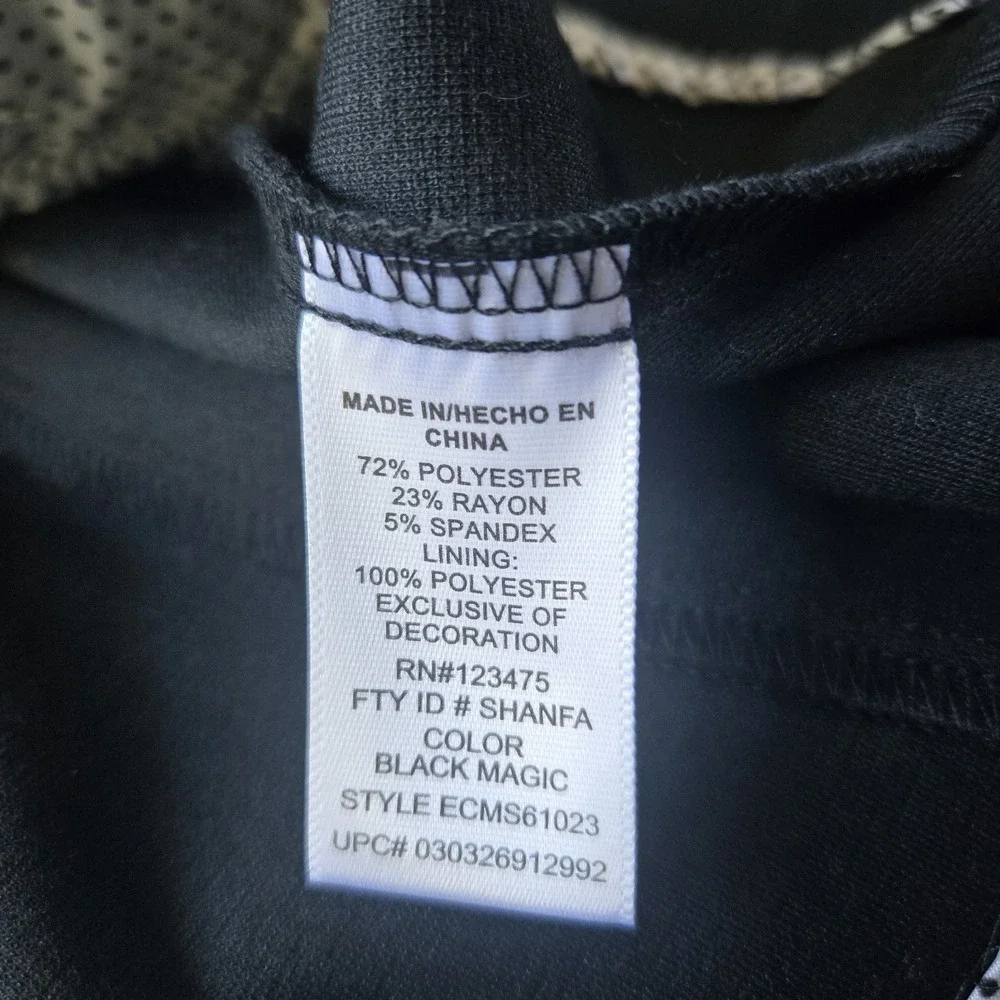 MADE IN/HECHO EN
CHINA
72% POLYESTER
23% RAYON
5% SPANDEX
LINING:
100% POLYESTER
EXCLUSIVE OF
DECORATION
RN#123475
FTY ID # SHANFA
COLOR
BLACK MAGIC
STYLE ECMS61023
UPC# 030326912992